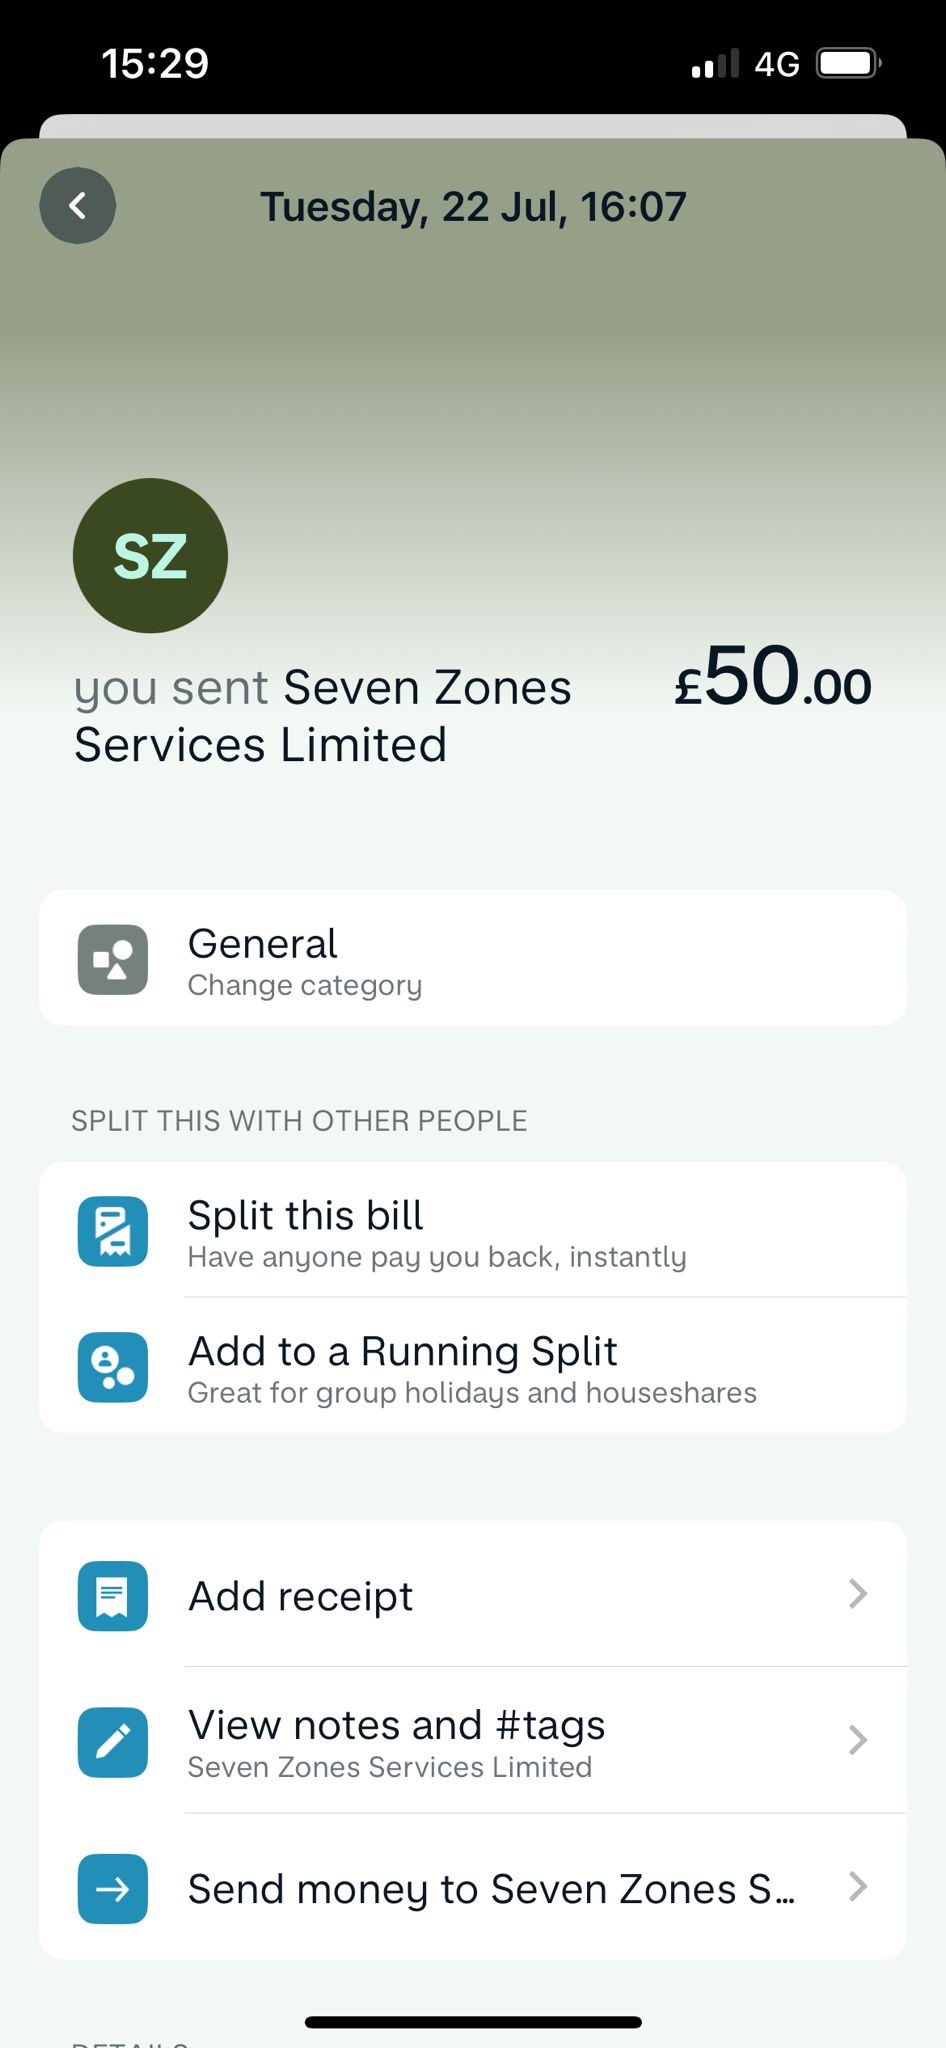 15:29
4G
Tuesday, 22 Jul, 16:07
SZ
you sent Seven Zones
Services Limited
£50.00
General
Change category
SPLIT THIS WITH OTHER PEOPLE
Split this bill
Have anyone pay you back, instantly
Add to a Running Split
Great for group holidays and houseshares
Add receipt
View notes and #tags
Seven Zones Services Limited
Send money to Seven Zones S...
DETAILS